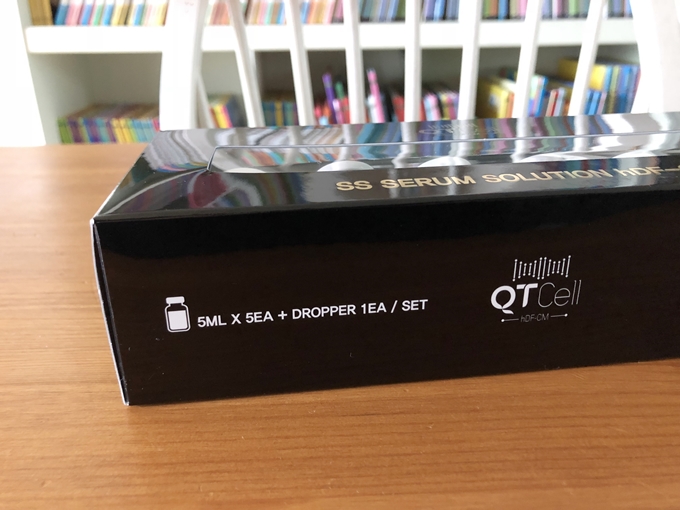 SS SERUM SOLUTION hDF-
5ML X 5EA + DROPPER 1EA / SET
QTCell
hDF-CM